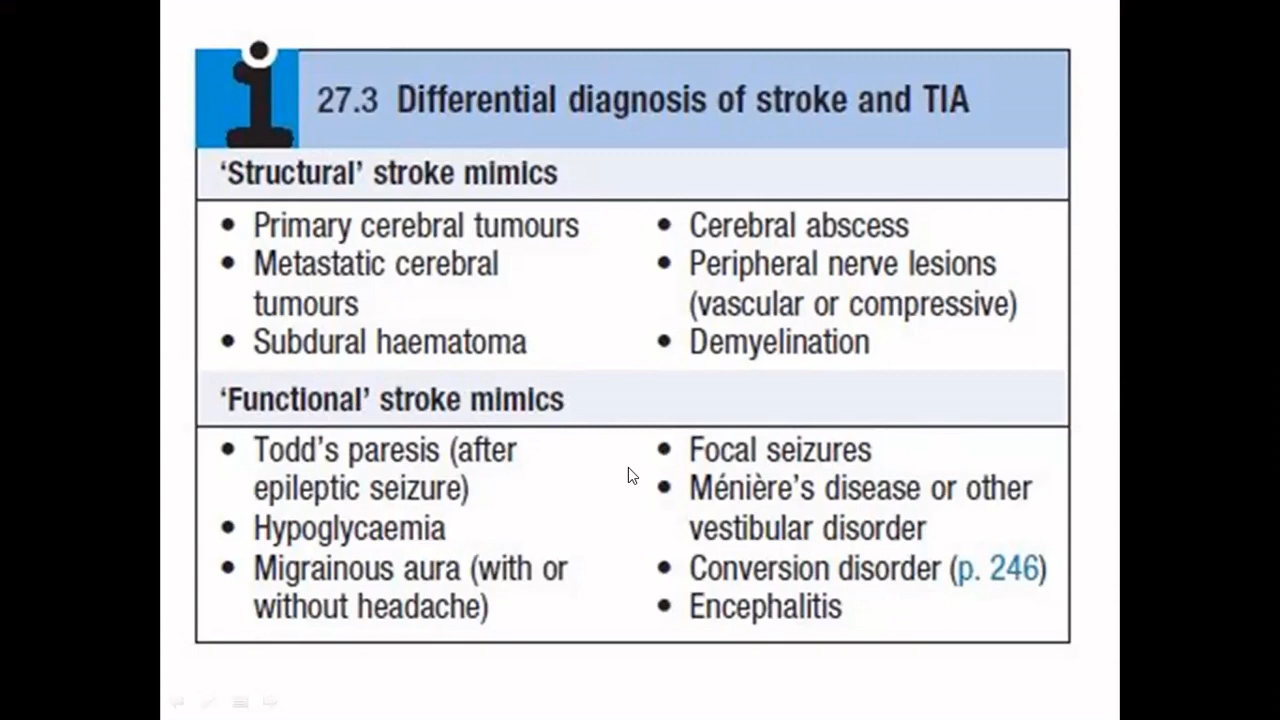 27.3 Differential diagnosis of stroke and TIA
‘Structural’ stroke mimics
• Primary cerebral tumours
• Metastatic cerebral
tumours
• Subdural haematoma
• Cerebral abscess
• Peripheral nerve lesions
(vascular or compressive)
• Demyelination
‘Functional’ stroke mimics
• Todd’s paresis (after
epileptic seizure)
• Hypoglycaemia
• Migrainous aura (with or
without headache)
• Focal seizures
• Ménière’s disease or other
vestibular disorder
• Conversion disorder (p. 246)
• Encephalitis